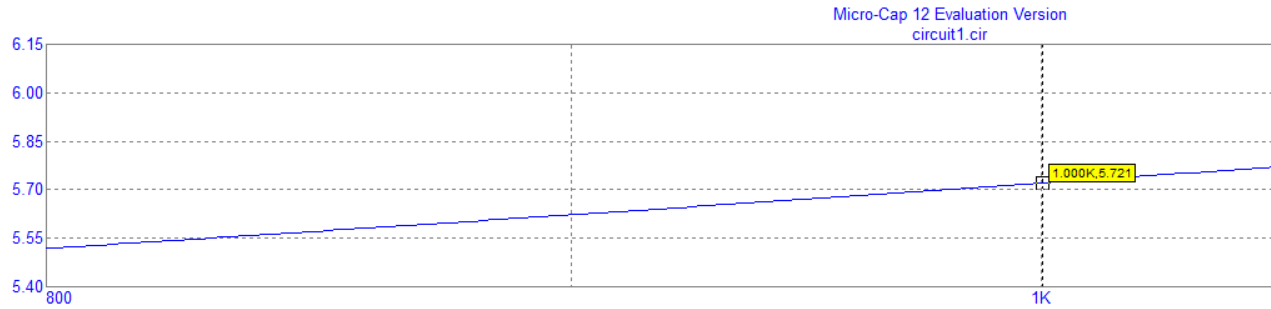 Micro-Cap 12 Evaluation Version
circuit1.cir
6.15
6.00
5.85
5.70
1.000K,5.721
5.55
5.40
800
1K